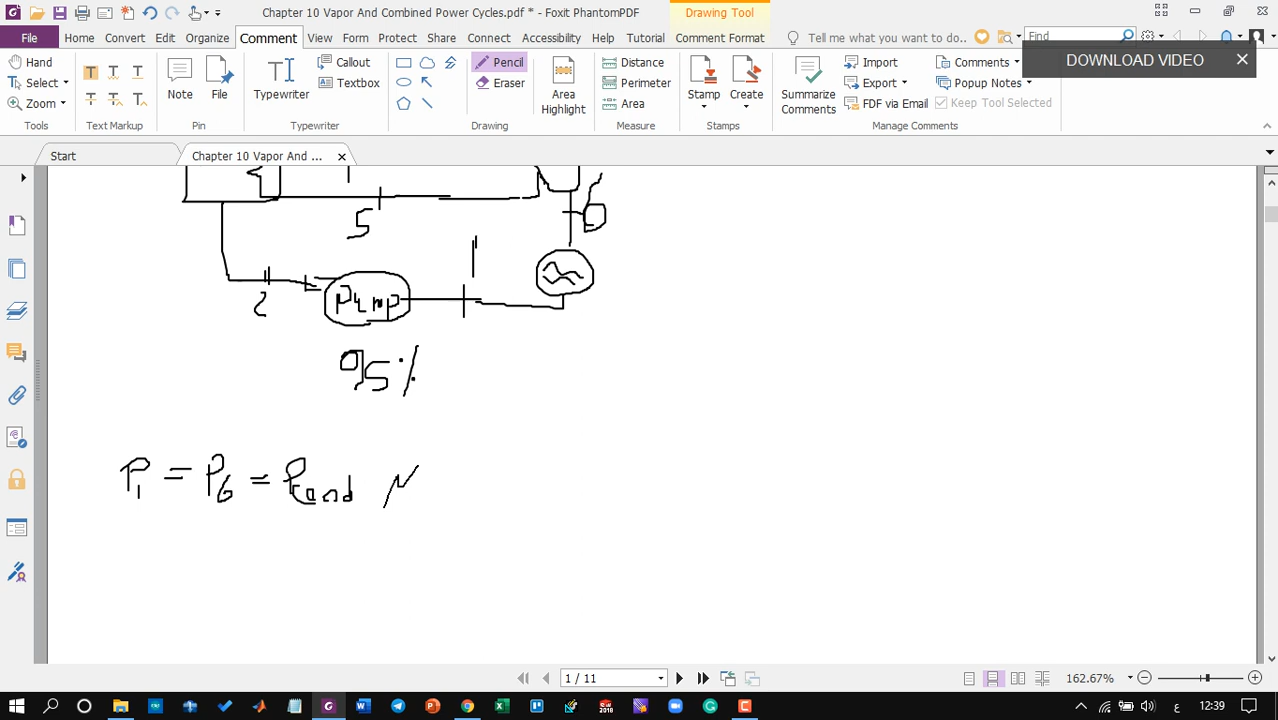 Chapter 10 Vapor And Combined Power Cycles.pdf * - Foxit PhantomPDF
Drawing Tool
File Home Convert Edit Organize Comment View Form Protect Share Connect Accessibility Help Tutorial Comment Format Tell me what you want to do.. Find
DOWNLOAD VIDEO
Hand
Select
Zoom
Tools
Text Markup
Note
File
Pin
Typewriter
Callout
Textbox
Typewriter
Pencil
Eraser
Drawing
Area Highlight
Distance
Perimeter
Area
Measure
Stamp
Create
Stamps
Summarize Comments
Import
Export
FDF via Email
Comments
Popup Notes
Keep Tool Selected
Manage Comments
Start
Chapter 10 Vapor And ...
5
6
2
Pump
1
95%
P1 = P6 = Pcond
1 / 11
162.67%
W
12:39